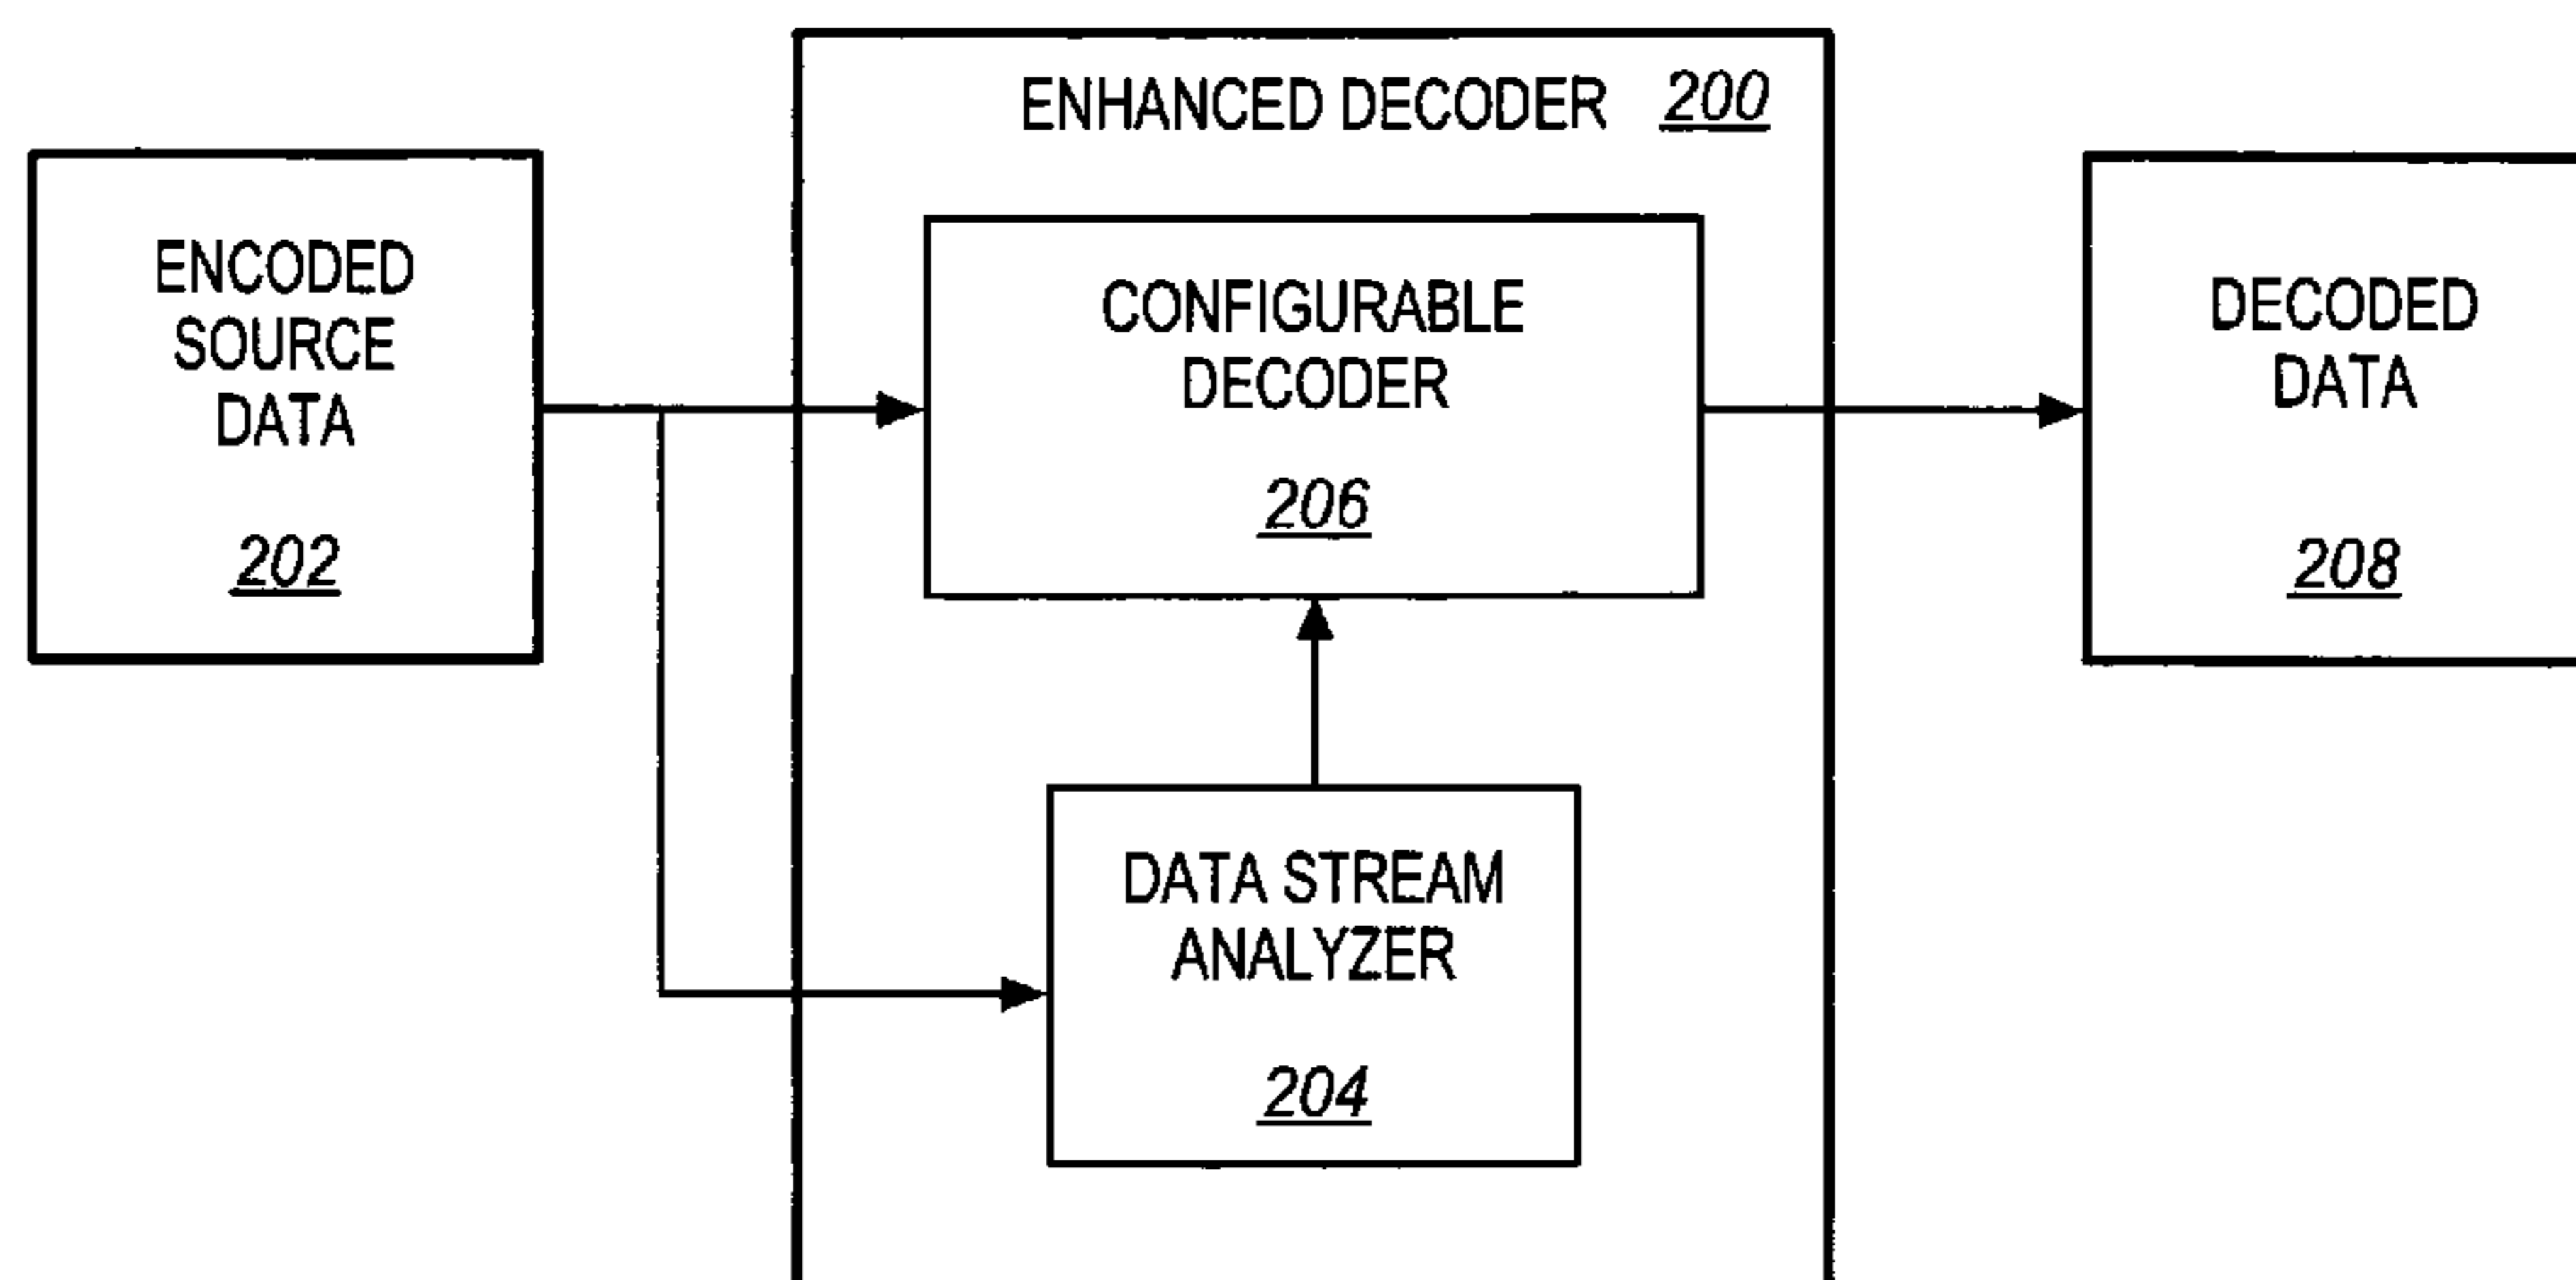 ENHANCED DECODER 200
ENCODED
SOURCE
DATA
202
CONFIGURABLE
DECODER
206
DATA STREAM
ANALYZER
204
DECODED
DATA
208